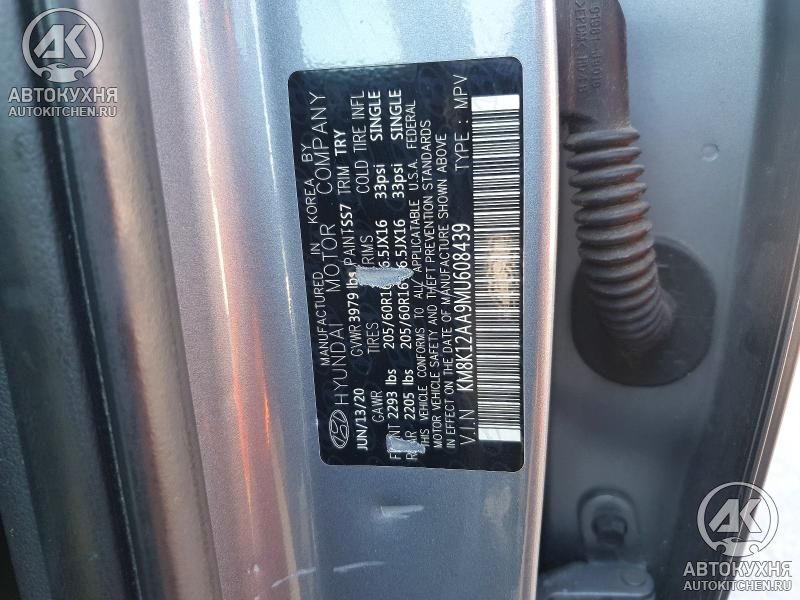 АВТОКУХНЯ
AUTOKITCHEN.RU
MANUFACTURED IN KOREA BY
HYUNDAI MOTOR COMPANY
JUN/13/20 GVWR 3979 lbs PAINT: SS7 TRIM TRY
GAWR TIRES RIMS COLD TIRE INFL
2293 lbs 205/60R16 6.5JX16 33psi SINGLE
2205 lbs 205/60R16 6.5JX16 33psi SINGLE
THIS VEHICLE CONFORMS TO ALL APPLICABLE U.S.A. FEDERAL
MOTOR VEHICLE SAFETY AND THEFT PREVENTION STANDARDS
IN EFFECT ON THE DATE OF MANUFACTURE SHOWN ABOVE
V.I.N KM8K12AA9MU608439 TYPE : MPV
АВТОКУХНЯ
AUTOKITCHEN.RU